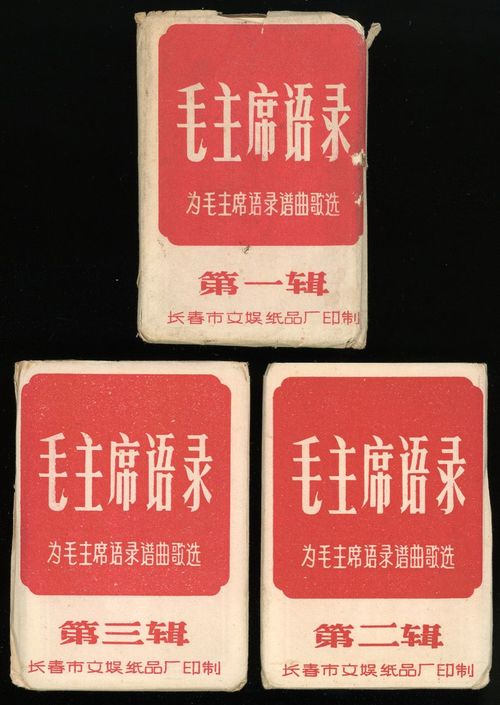 毛主席语录
为毛主席语录谱曲歌选
第一辑
长春市文娱纸品厂印制
毛主席语录
为毛主席语录谱曲歌选
第三辑
长春市文娱纸品厂印制
毛主席语录
为毛主席语录谱曲歌选
第二辑
长春市文娱纸品厂印制